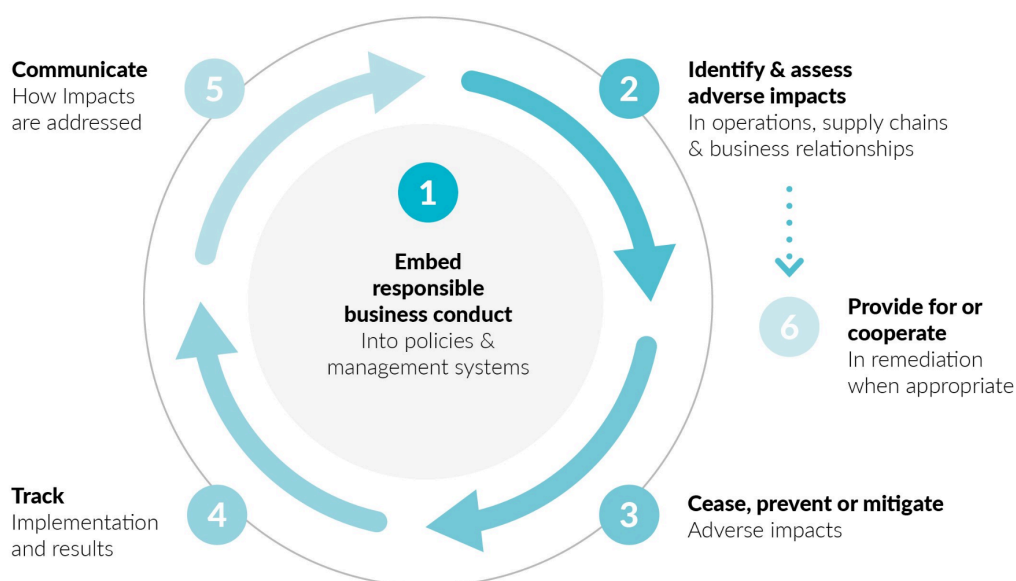 1
Embed
responsible
business conduct
Into policies &
management systems
2
Identify & assess
adverse impacts
In operations, supply chains
& business relationships
3
Cease, prevent or mitigate
Adverse impacts
4
Track
Implementation
and results
5
Communicate
How Impacts
are addressed
6
Provide for or
cooperate
In remediation
when appropriate